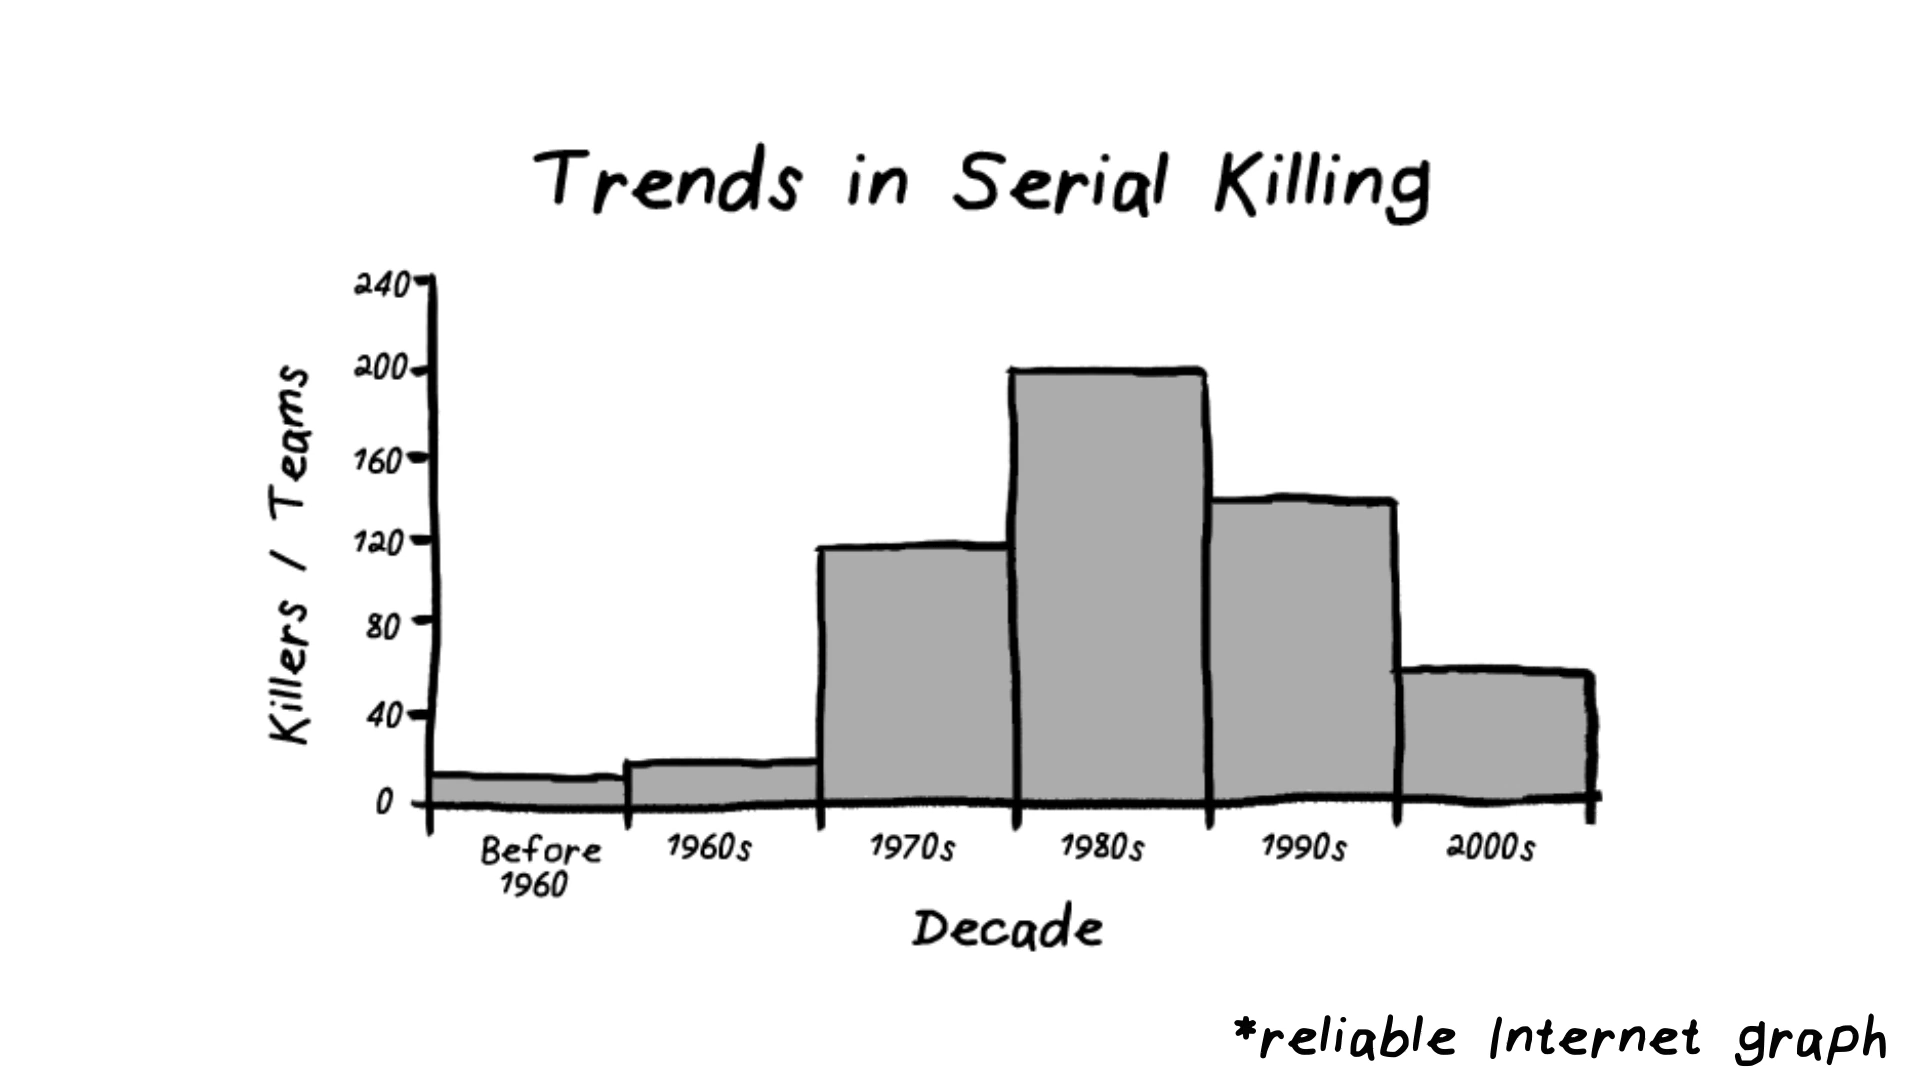 Trends in Serial Killing
240
200
160
120
80
40
0
Killers / Teams
Before
1960
1960s
1970s
1980s
1990s
2000s
Decade
*reliable Internet graph